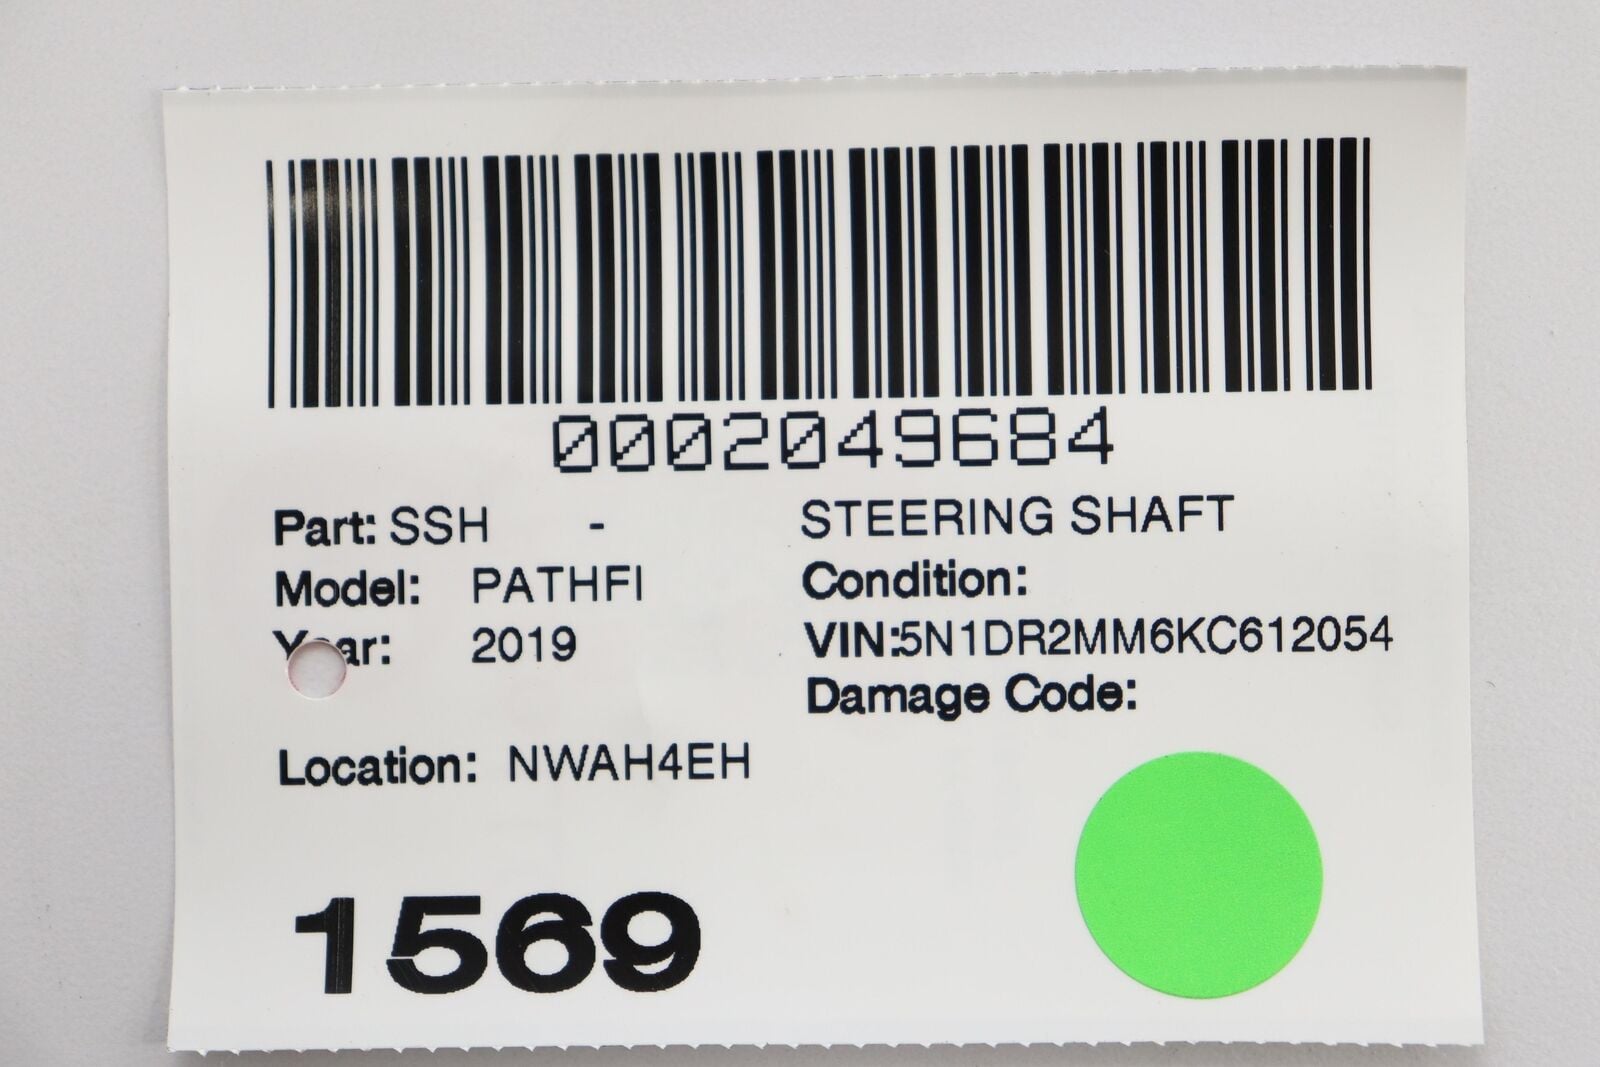 0002049684
Part: SSH - STEERING SHAFT
Model: PATHFI Condition:
Year: 2019 VIN:5N1DR2MM6KC612054
Damage Code:
Location: NWAH4EH
1569